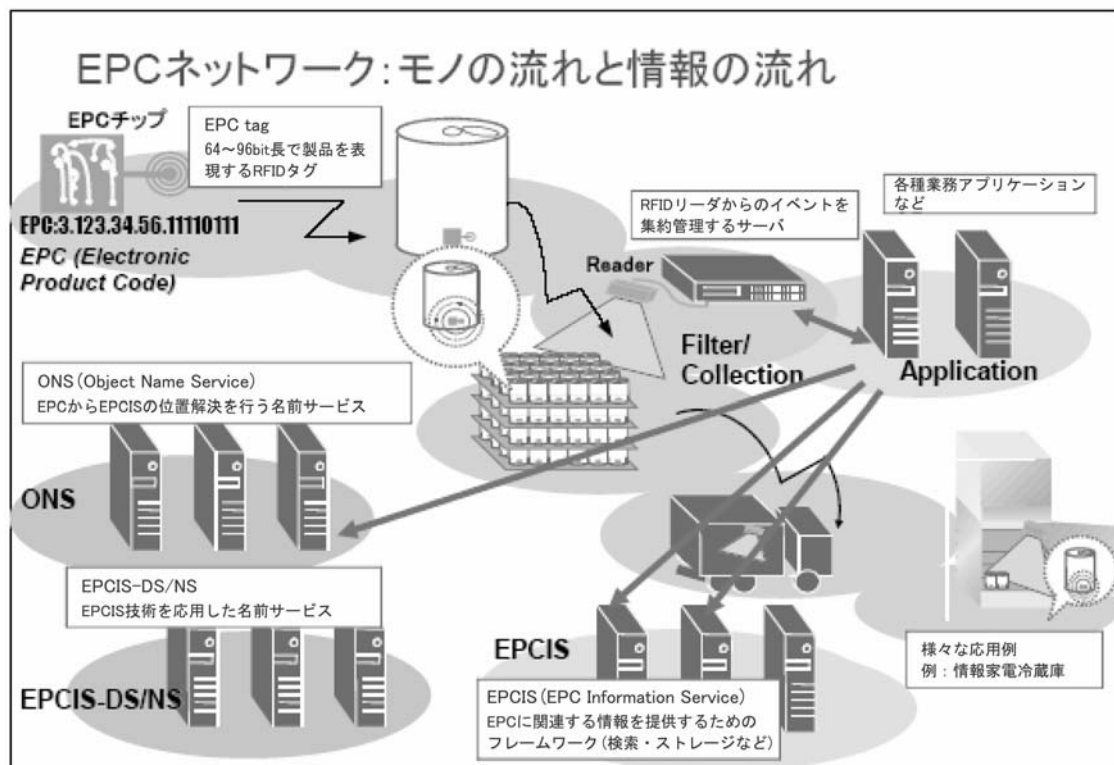 EPCネットワーク:モノの流れと情報の流れ
EPCチップ
EPC tag
64～96bit長で製品を表
現するRFIDタグ
EPC:3.123.34.56.11110111
EPC (Electronic
Product Code)
RFIDリーダからのイベントを
集約管理するサーバ
各種業務アプリケーション
など
Reader
Filter/
Collection
Application
ONS(Object Name Service)
EPCからEPCISの位置解決を行う名前サービス
ONS
EPCIS-DS/NS
EPCIS技術を応用した名前サービス
EPCIS-DS/NS
EPCIS
EPCIS(EPC Information Service)
EPCに関連する情報を提供するための
フレームワーク(検索・ストレージなど)
様々な応用例
例：情報家電冷蔵庫